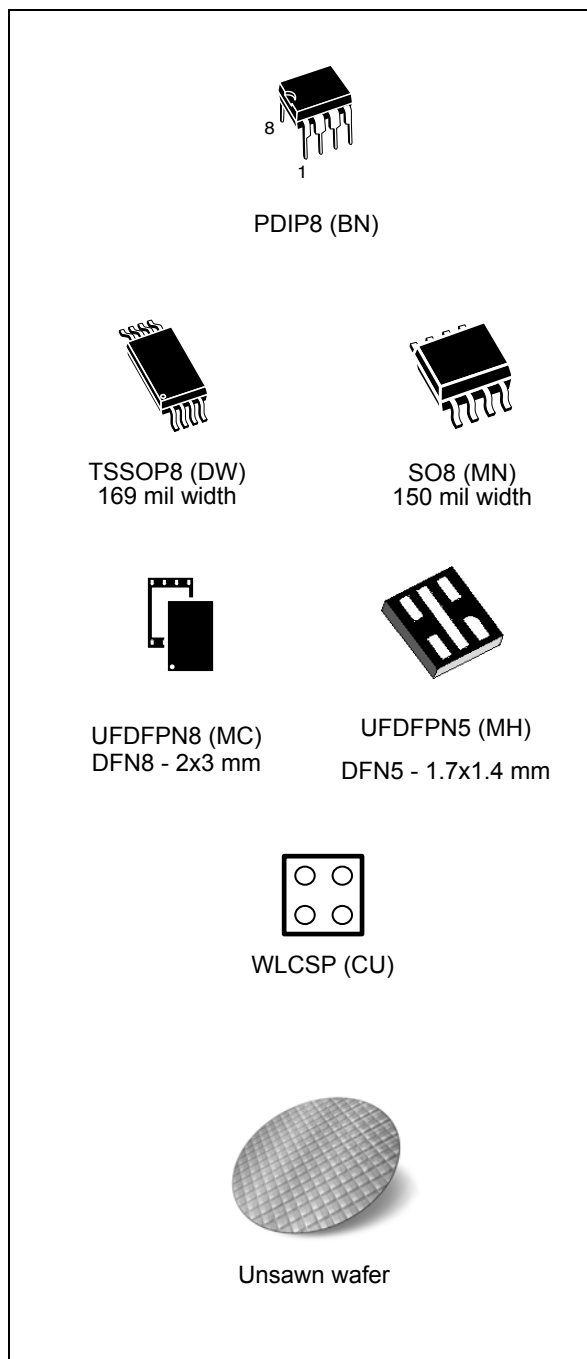 8
1
PDIP8 (BN)
TSSOP8 (DW)
169 mil width
SO8 (MN)
150 mil width
UFDFPN8 (MC)
DFN8 - 2x3 mm
UFDFPN5 (MH)
DFN5 - 1.7x1.4 mm
WLCSP (CU)
Unsawn wafer